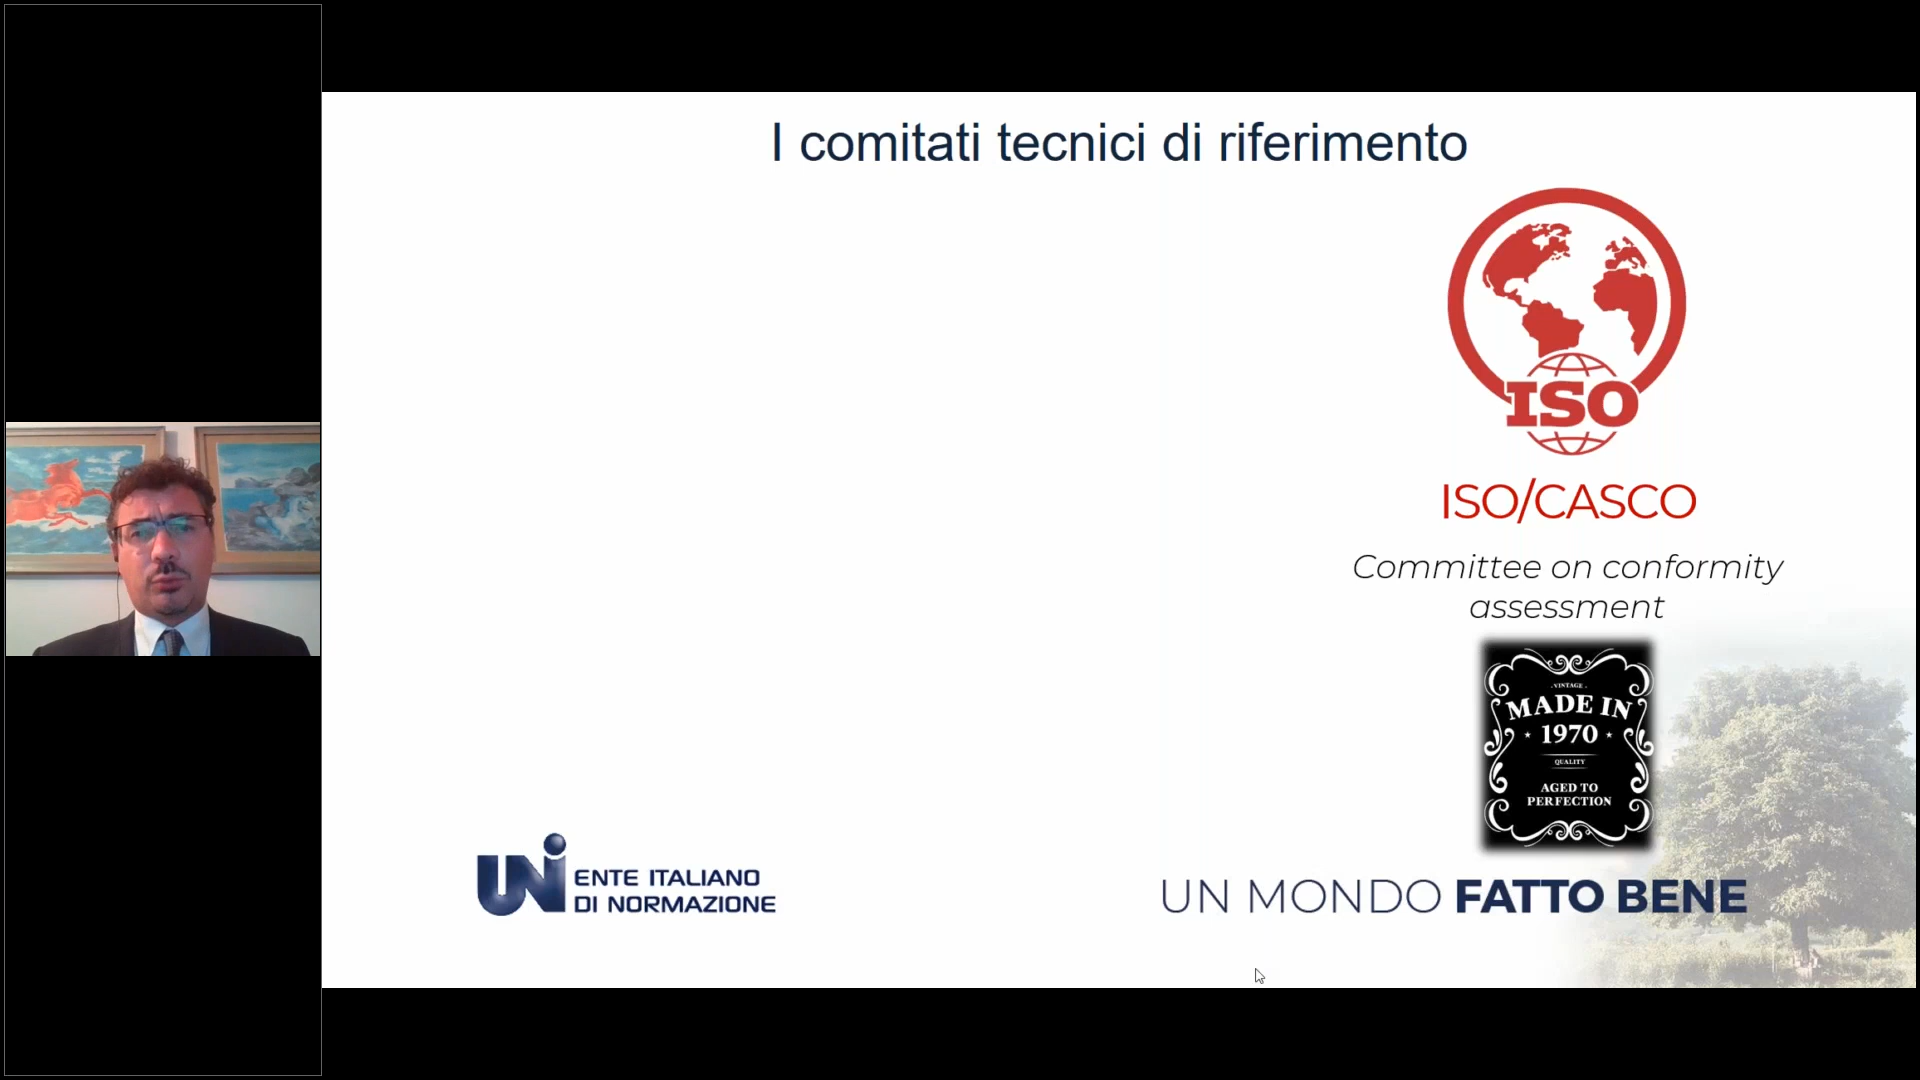 I comitati tecnici di riferimento
ISO
ISO/CASCO
Committee on conformity
assessment
· VINTAGE ·
MADE IN
★ 1970 ★
QUALITY
AGED TO
PERFECTION
UNI ENTE ITALIANO
DI NORMAZIONE
UN MONDO FATTO BENE